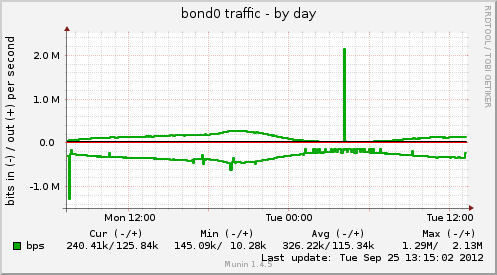 bond0 traffic - by day
RRDTOOL / TOBI OETIKER
bits in (-) / out (+) per second
2.0 M
1.0 M
0.0
-1.0 M
Mon 12:00 Tue 00:00 Tue 12:00
Cur (-/+) Min (-/+) Avg (-/+) Max (-/+)
bps 240.41k/125.84k 145.09k/ 10.28k 326.22k/115.34k 1.29M/ 2.13M
Last update: Tue Sep 25 13:15:02 2012
Munin 1.4.5